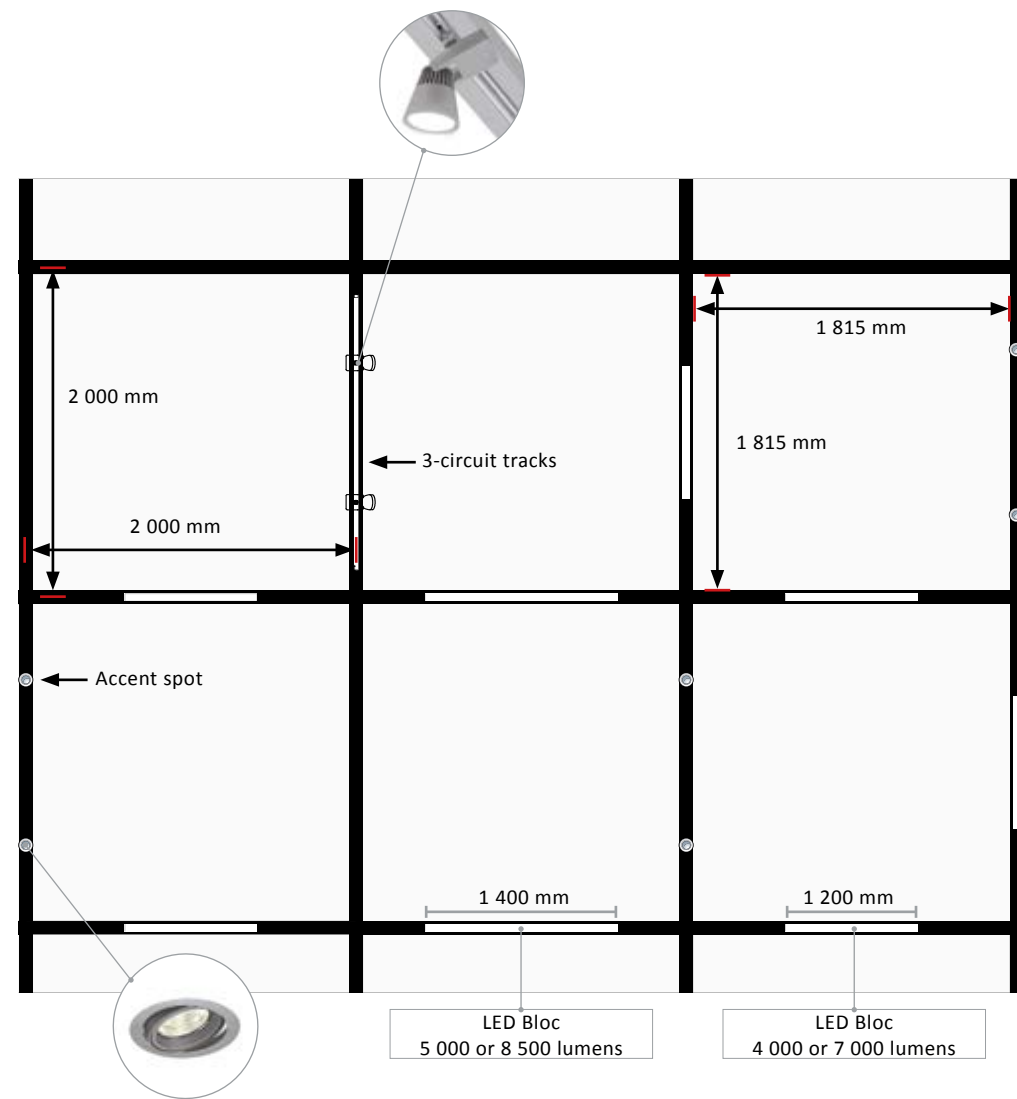 1 815 mm
2 000 mm
1 815 mm
3-circuit tracks
2 000 mm
Accent spot
1 400 mm
1 200 mm
LED Bloc
5 000 or 8 500 lumens
LED Bloc
4 000 or 7 000 lumens